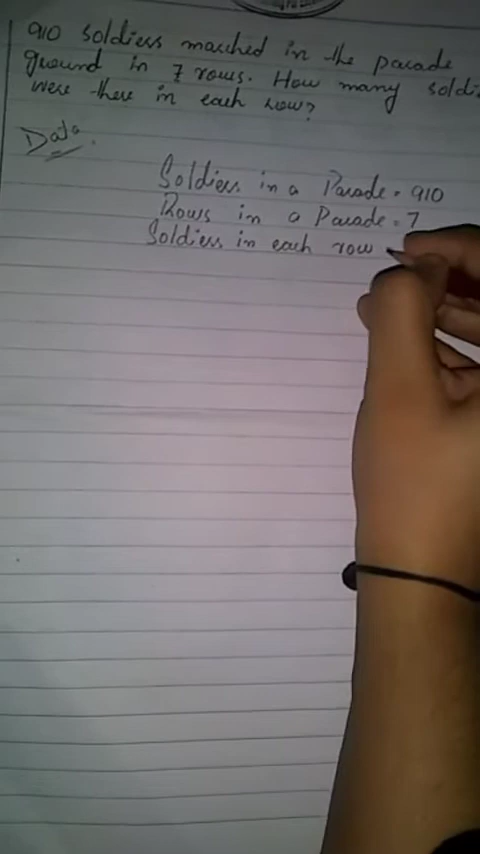 910 soldiers marched in the parade
ground in 7 rows. How many soldi
were there in each row?
Data.
Soldiers in a Parade = 910
Rows in a Parade = 7
Soldiers in each row